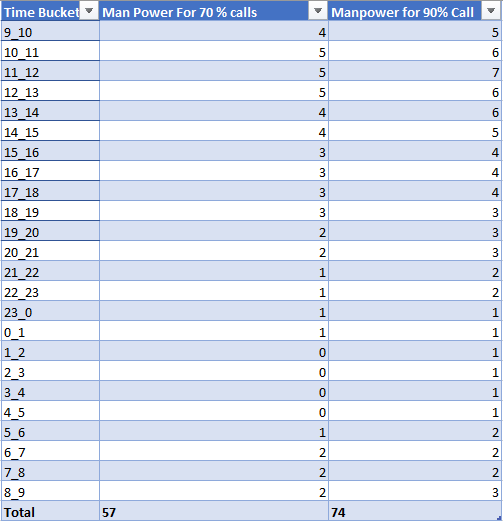 Time Bucket Man Power For 70 % calls Manpower for 90% Call
9_10 4 5
10_11 5 6
11_12 5 7
12_13 5 6
13_14 4 6
14_15 4 5
15_16 3 4
16_17 3 4
17_18 3 4
18_19 3 3
19_20 2 3
20_21 2 3
21_22 1 2
22_23 1 2
23_0 1 1
0_1 1 1
1_2 0 1
2_3 0 1
3_4 0 1
4_5 0 1
5_6 1 2
6_7 2 2
7_8 2 2
8_9 2 3
Total 57 74